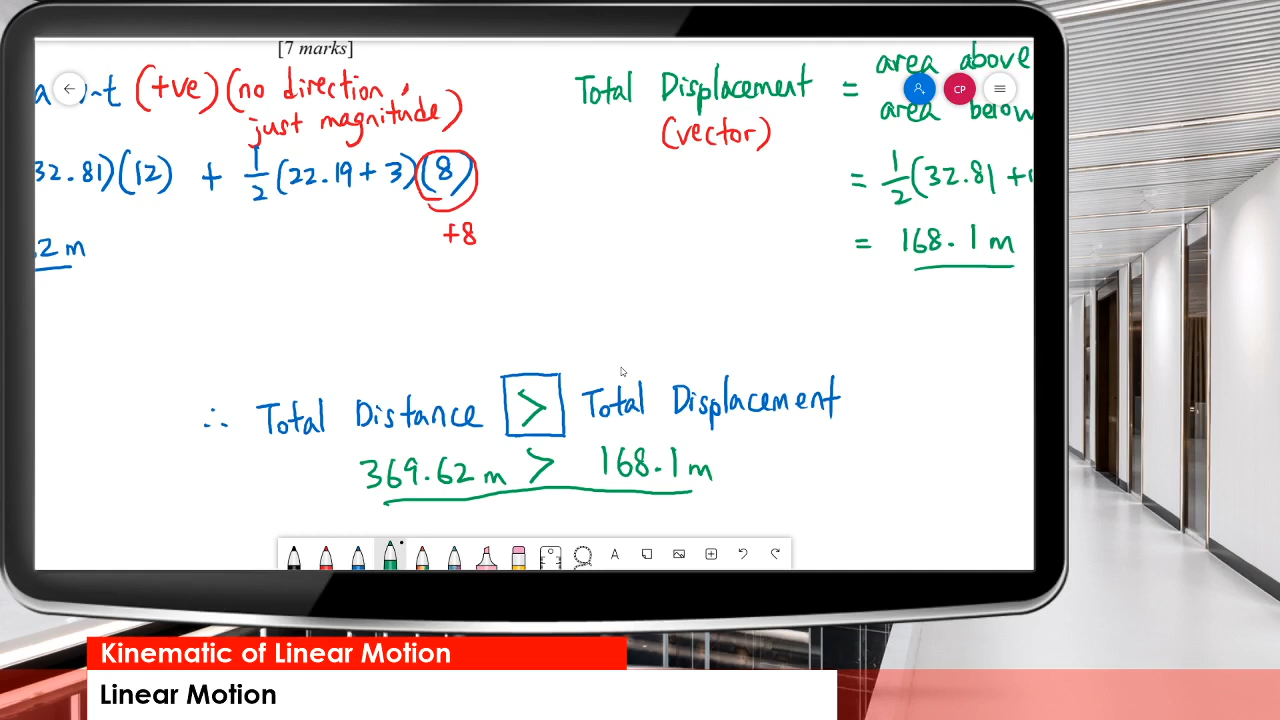 [7 marks]
(+ve) (no direction,
just magnitude)
32.81)(12) + 1/2 (22.19 + 3)(8)
+8
62 m
Total Displacement = area above
(vector) area below
= 1/2 (32.81 +
= 168.1 m
CP
∴ Total Distance > Total Displacement
369.62 m > 168.1 m
A
Kinematic of Linear Motion
Linear Motion